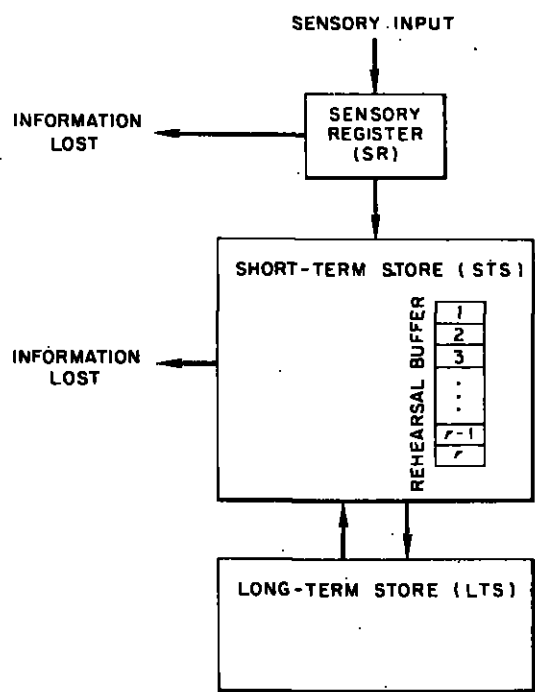 SENSORY INPUT
SENSORY
REGISTER
(SR)
INFORMATION
LOST
SHORT-TERM STORE (STS)
REHEARSAL BUFFER
1
2
3
.
.
.
r-1
r
INFORMATION
LOST
LONG-TERM STORE (LTS)